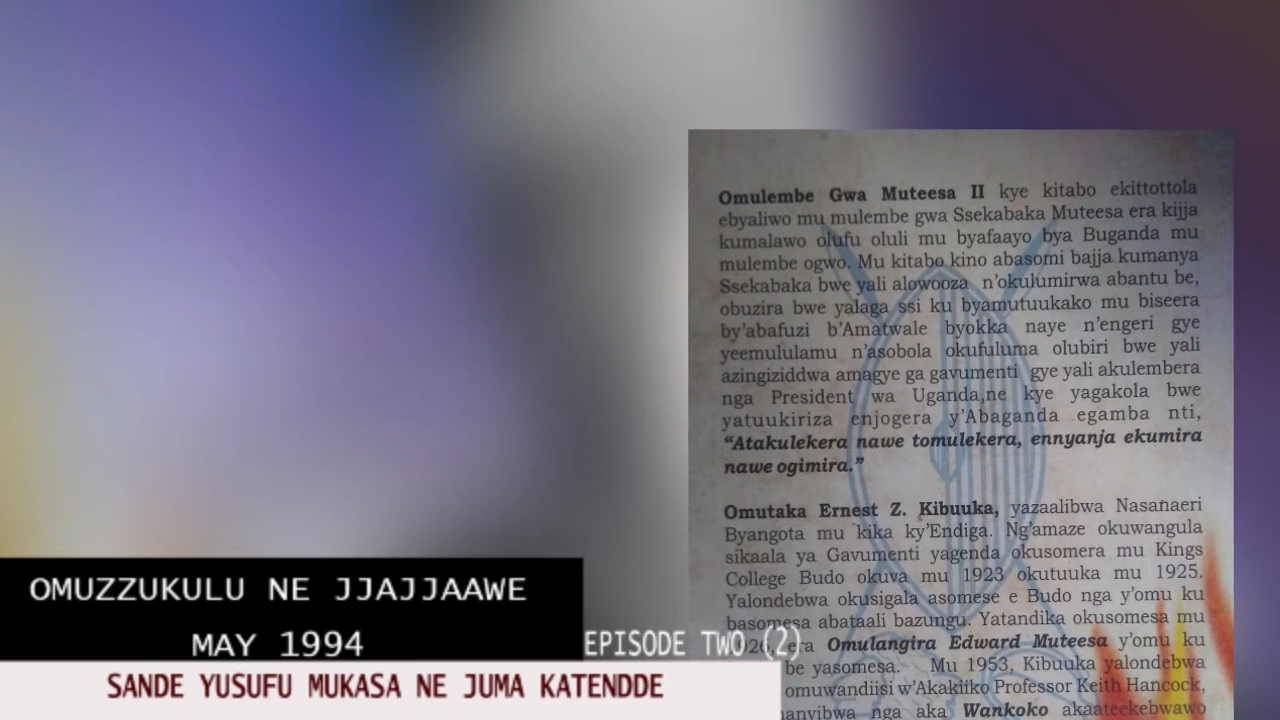 Omulembe Gwa Muteesa II kye kitabo ekittottola
ebyaliwo mu mulembe gwa Ssekabaka Muteesa era kijja
kumalawo olufu oluli mu byafaayo bya Buganda mu
mulembe ogwo. Mu kitabo kino abasomi bajja kumanya
Ssekabaka bwe yali alowooza n'okulumirwa abantu be,
obuzira bwe yalaga ssi ku byamutuukako mu biseera
by'abafuzi b'Amatwale byokka naye n'engeri gye
yeemululamu n'asobola okufuluma olubiri bwe yali
azingiziddwa amagye ga gavumenti gye yali akulembera
nga President wa Uganda,ne kye yagakola bwe
yatuukiriza enjogera y'Abaganda egamba nti,
“Atakulekera nawe tomulekera, ennyanja ekumira
nawe ogimira.”
Omutaka Ernest Z. Kibuuka, yazaalibwa Nasaŋaeri
Byangota mu kika ky'Endiga. Ng'amaze okuwangula
sikaala ya Gavumenti yagenda okusomera mu Kings
College Budo okuva mu 1923 okutuuka mu 1925.
Yalondebwa okusigala asomese e Budo nga y'omu ku
basomesa abataali bazungu. Yatandika okusomesa mu
era Omulangira Edward Muteesa y'omu ku
be yasomesa. Mu 1953, Kibuuka yalondebwa
omuwandiisi w'Akakiiko Professor Keith Hancock,
nga aka Wankoko akaateekebwawo
OMUZZUKULU NE JJAJJAAWE
MAY 1994
EPISODE TWO (2)
SANDE YUSUFU MUKASA NE JUMA KATENDDE